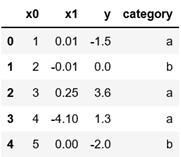 x0 x1 y category
0 1 0.01 -1.5 a
1 2 -0.01 0.0 b
2 3 0.25 3.6 a
3 4 -4.10 1.3 a
4 5 0.00 -2.0 b